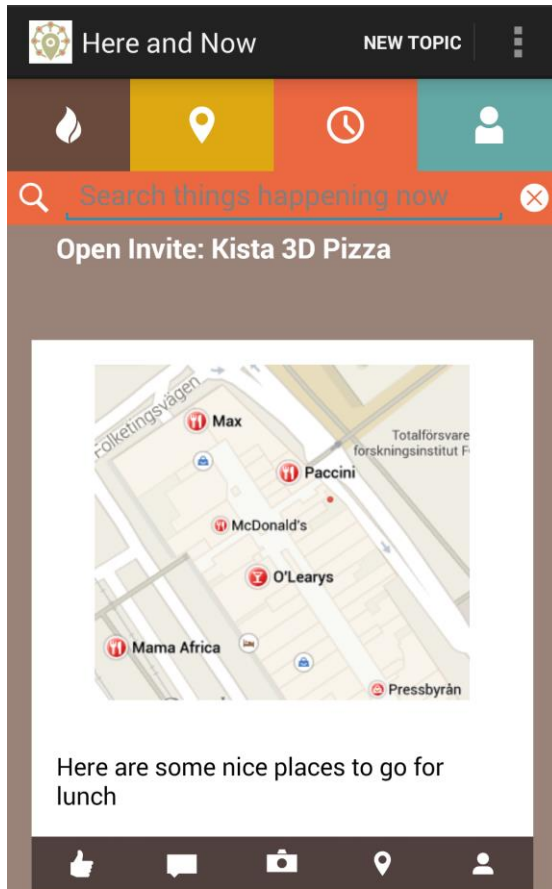 Here and Now
NEW TOPIC
Search things happening now
Open Invite: Kista 3D Pizza
Folketingsvägen
Max
Totalförsvare
forskningsinstitut F
Paccini
McDonald's
O'Learys
Mama Africa
Pressbyrån
Here are some nice places to go for
lunch